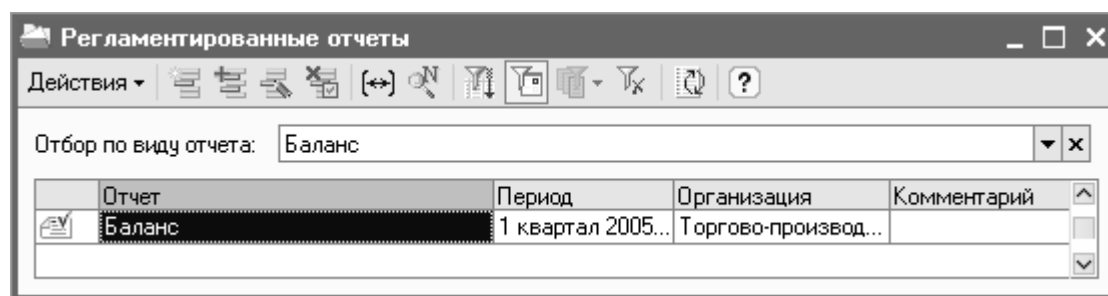 Регламентированные отчеты
Действия
Отбор по виду отчета: Баланс
Отчет Период Организация Комментарий
Баланс 1 квартал 2005... Торгово-производ...